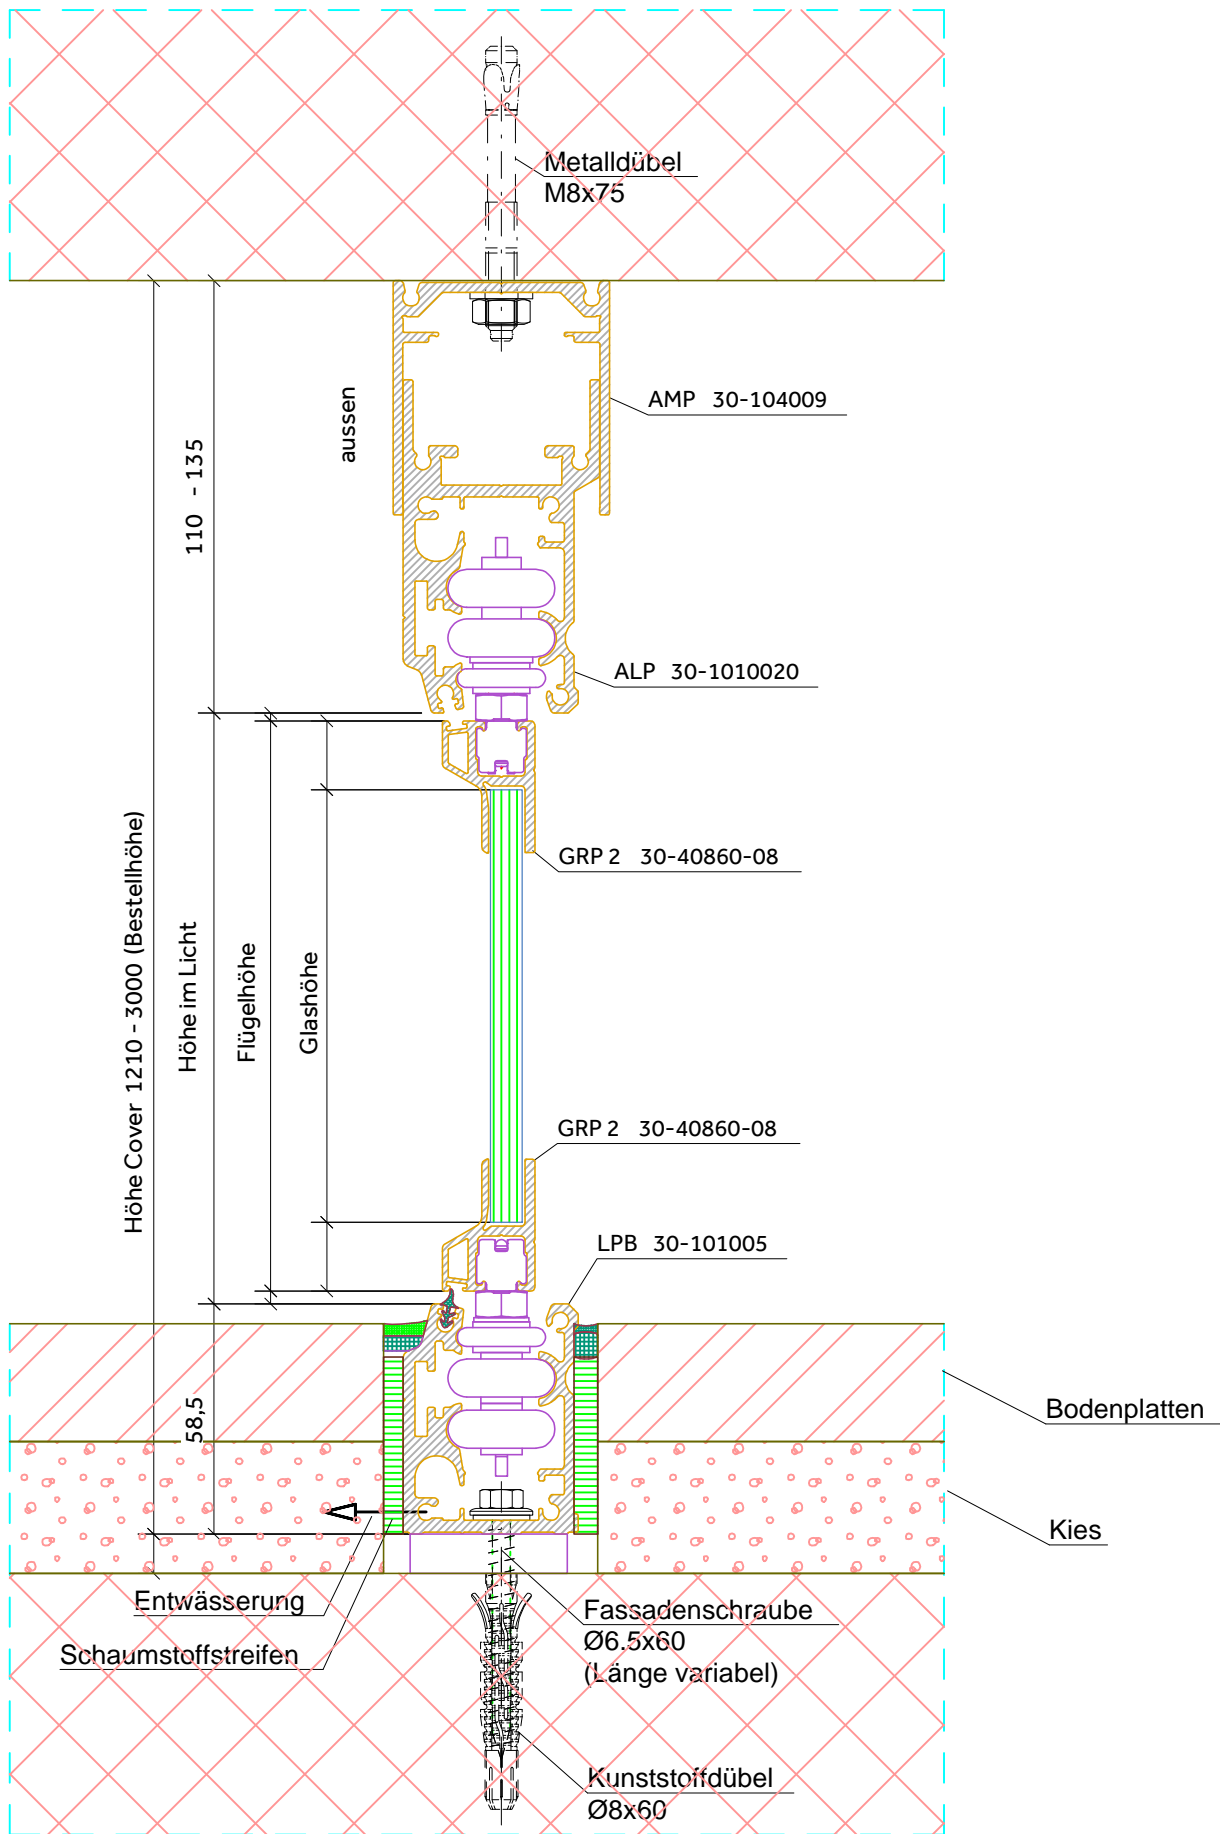 Metalldübel
M8x75
AMP 30-104009
aussen
110 - 135
ALP 30-1010020
GRP 2 30-40860-08
Höhe Cover 1210 - 3000 (Bestellhöhe)
Höhe im Licht
Flügelhöhe
Glashöhe
GRP 2 30-40860-08
LPB 30-101005
58,5
Bodenplatten
Kies
Entwässerung
Schaumstoffstreifen
Fassadenschraube
Ø6.5x60
(Länge variabel)
Kunststoffdübel
Ø8x60